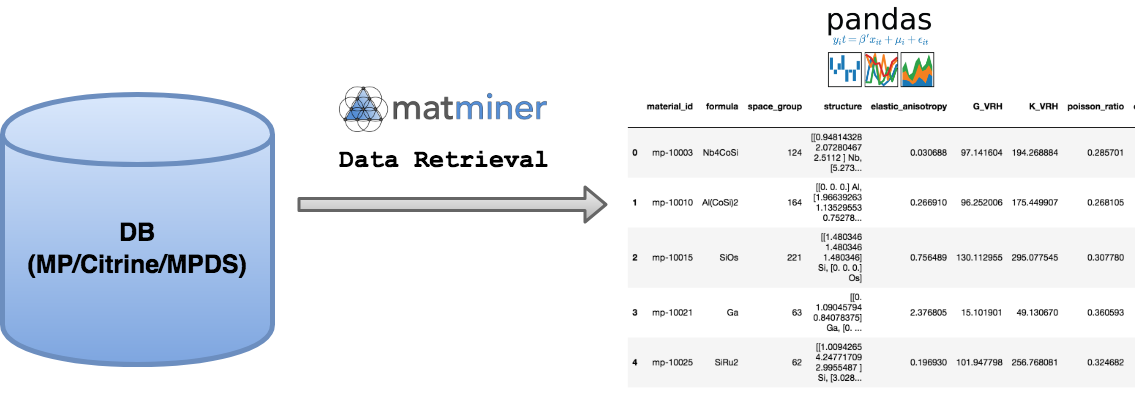 pandas
y_i t = β′x_{it} + μ_i + ϵ_{it}
matminer
Data Retrieval
DB
(MP/Citrine/MPDS)
material_id formula space_group structure elastic_anisotropy G_VRH K_VRH poisson_ratio
0 mp-10003 Nb4CoSi 124 [[0.94814328 2.07280467 2.5112 ] Nb, [5.273... 0.030688 97.141604 194.268884 0.285701
1 mp-10010 Al(CoSi)2 164 [[0. 0. 0.] Al, [1.96639263 1.13529553 0.75278... 0.266910 96.252006 175.449907 0.268105
2 mp-10015 SiOs 221 [[1.480346 1.480346 1.480346] Si, [0. 0. 0.] Os] 0.756489 130.112955 295.077545 0.307780
3 mp-10021 Ga 63 [[0. 1.09045794 0.84078375] Ga, [0. ... 2.376805 15.101901 49.130670 0.360593
4 mp-10025 SiRu2 62 [[1.0094265 4.24771709 2.9955487 ] Si, [3.028... 0.196930 101.947798 256.768081 0.324682